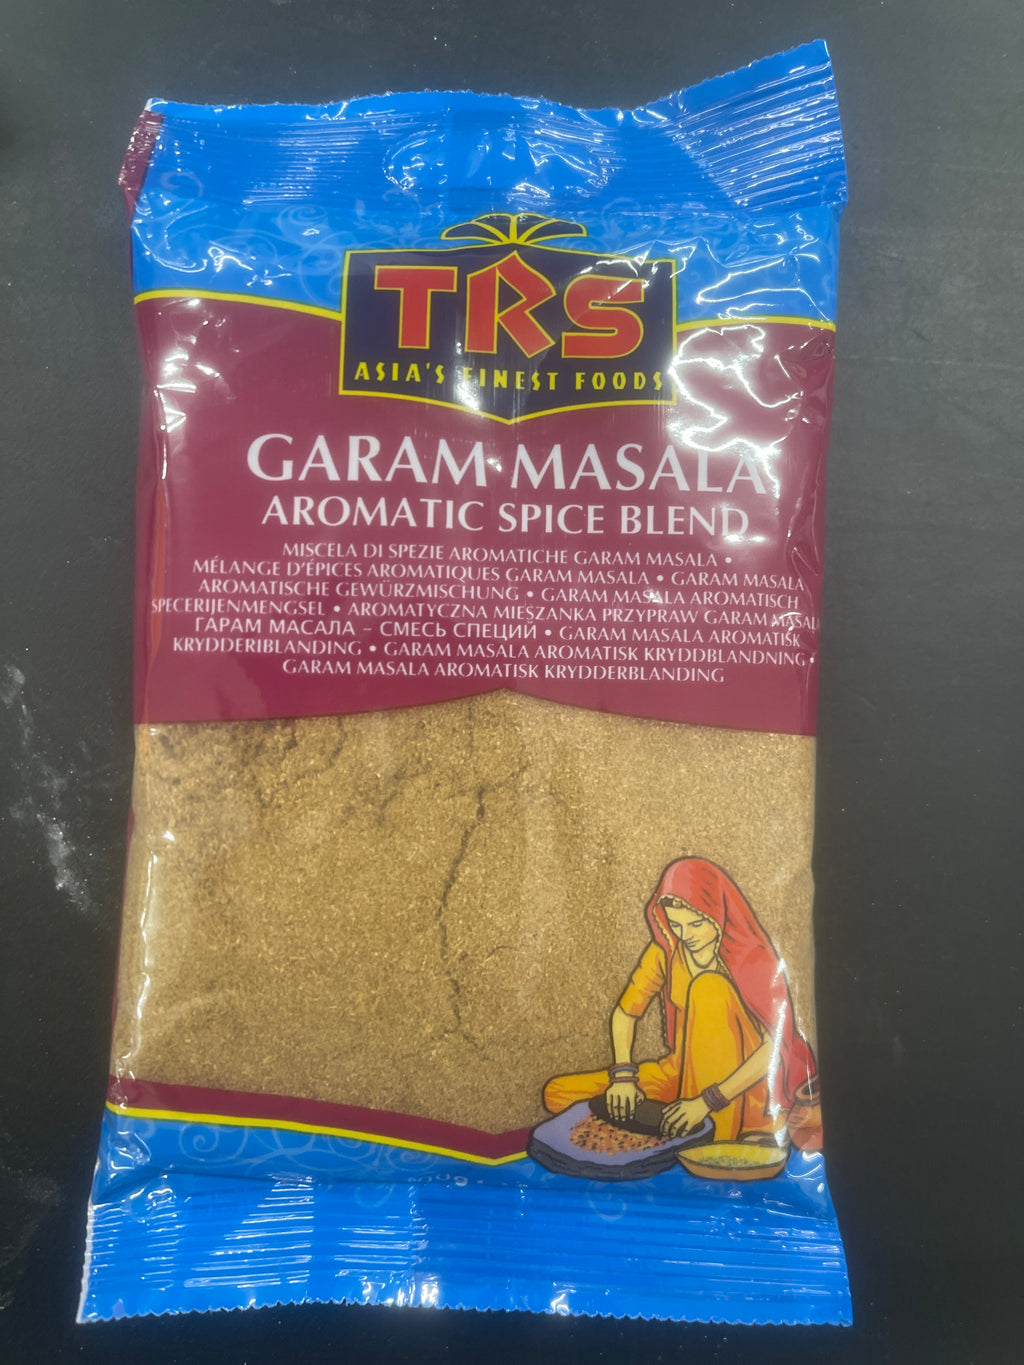 TRS
ASIA'S FINEST FOODS
GARAM MASALA
AROMATIC SPICE BLEND
MISCELA DI SPEZIE AROMATICHE GARAM MASALA •
MÉLANGE D'ÉPICES AROMATIQUES GARAM MASALA • GARAM MASALA
AROMATISCHE GEWÜRZMISCHUNG • GARAM MASALA AROMATISCH
SPECERIJENMENGSEL • AROMATYCZNA MIESZANKA PRZYPRAW GARAM MASALA
ГАРАМ МАСАЛА – СМЕСЬ СПЕЦИЙ • GARAM MASALA AROMATISK
KRYDDERIBLANDING • GARAM MASALA AROMATISK KRYDDBLANDNING •
GARAM MASALA AROMATISK KRYDDERBLANDING